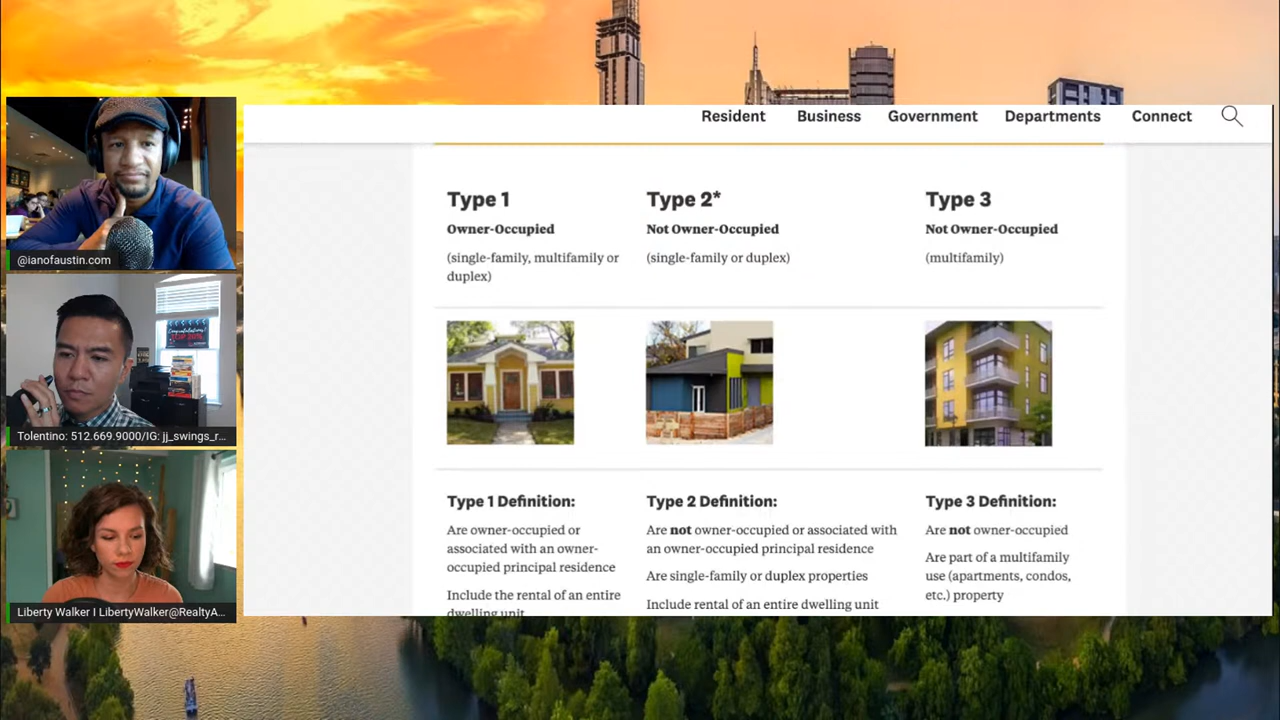 Resident Business Government Departments Connect
Type 1
Owner-Occupied
(single-family, multifamily or
duplex)
Type 2*
Not Owner-Occupied
(single-family or duplex)
Type 3
Not Owner-Occupied
(multifamily)
Type 1 Definition:
Are owner-occupied or
associated with an owner-
occupied principal residence
Include the rental of an entire
dwelling unit
Type 2 Definition:
Are not owner-occupied or associated with
an owner-occupied principal residence
Are single-family or duplex properties
Include rental of an entire dwelling unit
Type 3 Definition:
Are not owner-occupied
Are part of a multifamily
use (apartments, condos,
etc.) property
@ianofaustin.com
Tolentino: 512.669.9000/IG: jj_swings_r...
Liberty Walker I LibertyWalker@RealtyA...